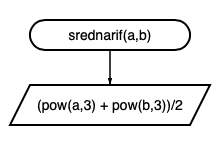 srednarif(a,b)
(pow(a,3) + pow(b,3))/2